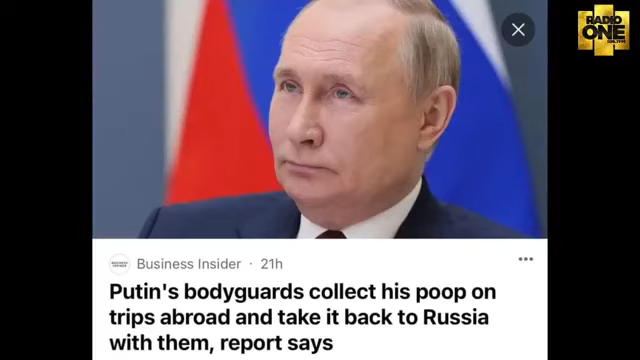 RADIO
ONE
Business Insider · 21h
Putin's bodyguards collect his poop on
trips abroad and take it back to Russia
with them, report says